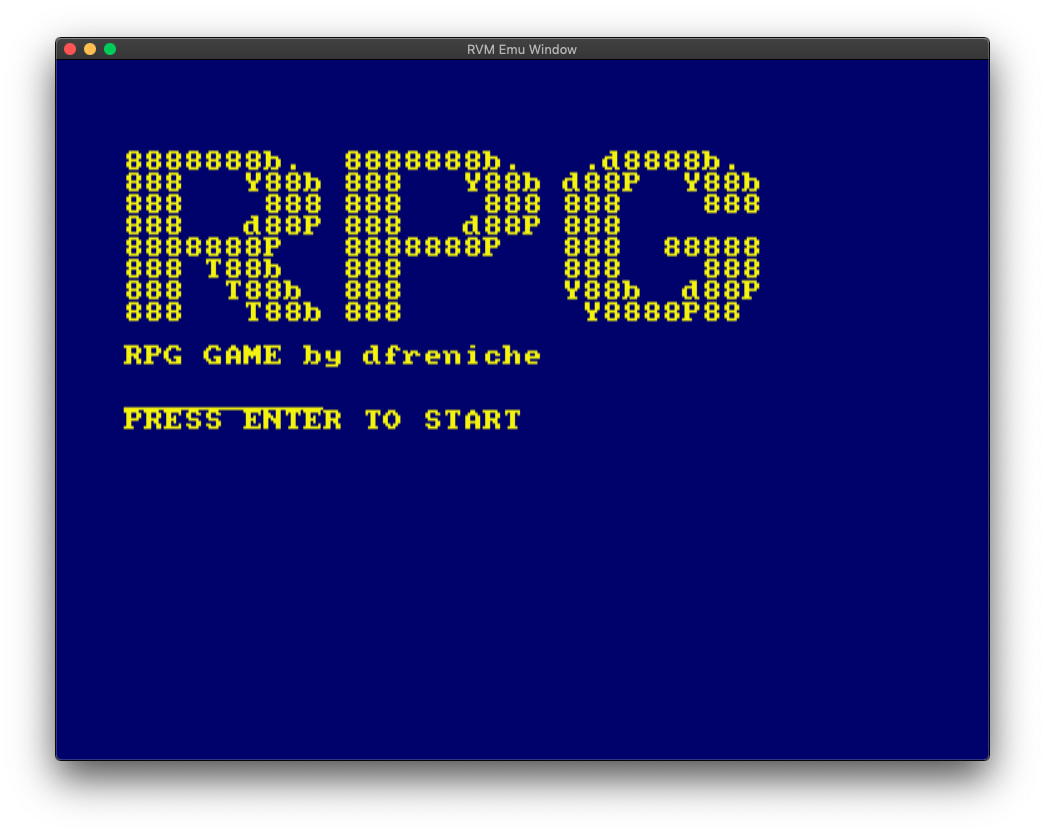 RVM Emu Window
8888888b.  8888888b.   .d8888b.
888   Y88b 888   Y88b d88P  Y88b
888    888 888    888 888    888
888   d88P 888   d88P 888
8888888P   8888888P   888  88888
888 T88b   888        888    888
888  T88b  888        Y88b  d88P
888   T88b 888         Y8888P88
RPG GAME by dfreniche
__________
PRESS ENTER TO START